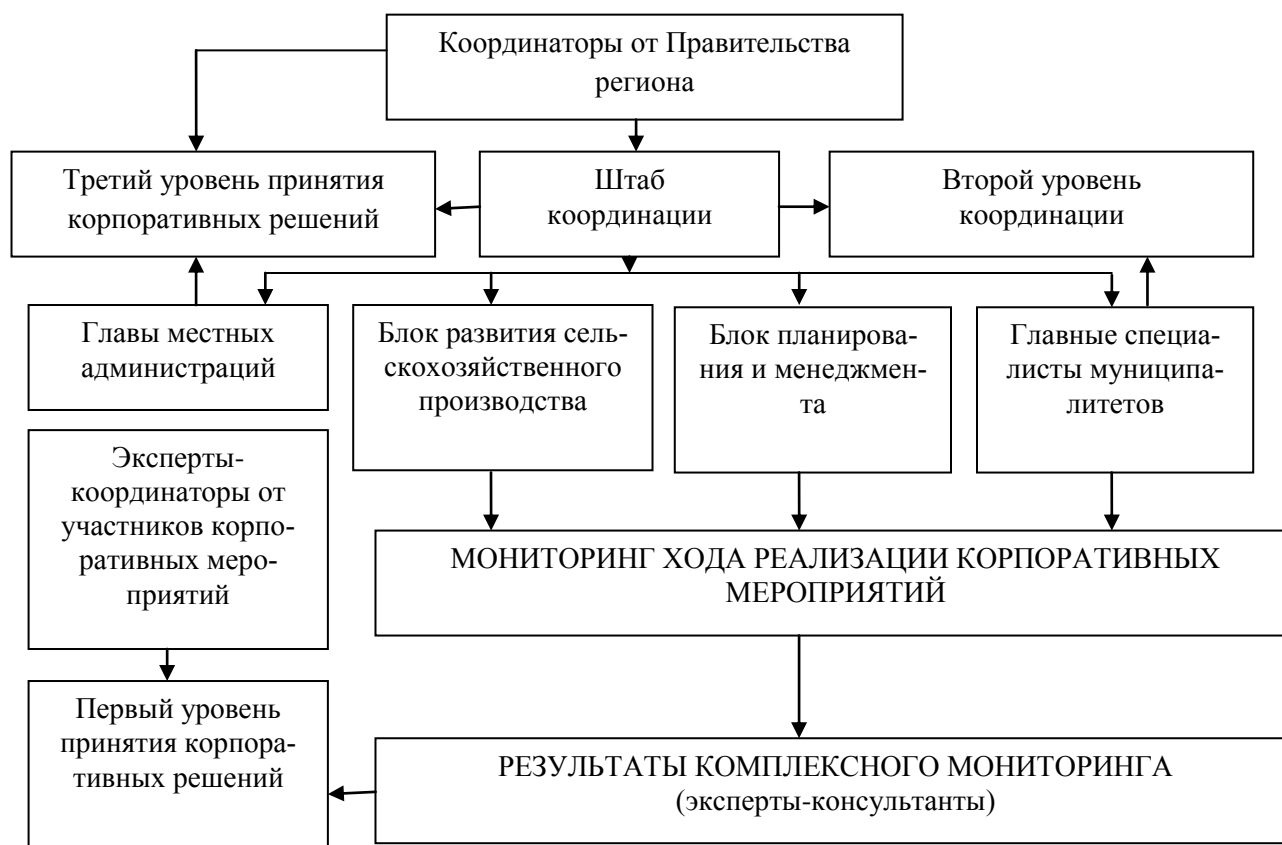 Координаторы от Правительства
региона
Третий уровень принятия
корпоративных решений
Штаб
координации
Второй уровень
координации
Главы местных
администраций
Блок развития сель-
скохозяйственного
производства
Блок планирова-
ния и менеджмен-
та
Главные специа-
листы муниципа-
литетов
Эксперты-
координаторы от
участников корпо-
ративных меро-
приятий
МОНИТОРИНГ ХОДА РЕАЛИЗАЦИИ КОРПОРАТИВНЫХ
МЕРОПРИЯТИЙ
Первый уровень
принятия корпора-
тивных решений
РЕЗУЛЬТАТЫ КОМПЛЕКСНОГО МОНИТОРИНГА
(эксперты-консультанты)